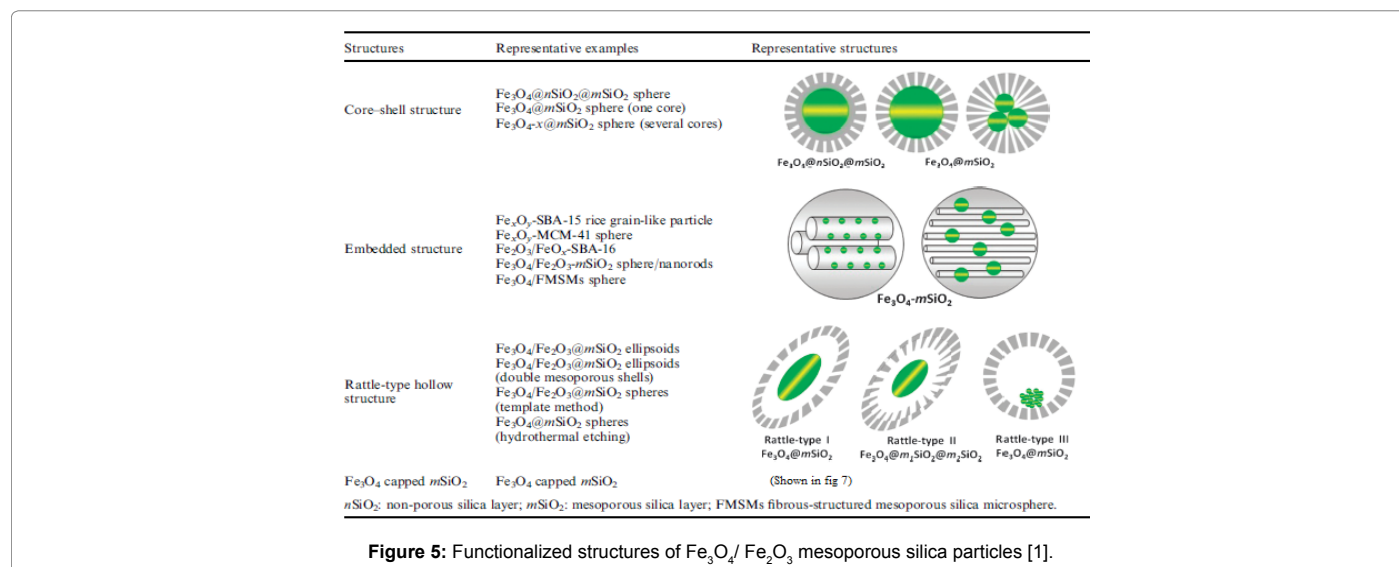 Structures Representative examples Representative structures
Core–shell structure
Fe₃O₄@nSiO₂@mSiO₂ sphere
Fe₃O₄@mSiO₂ sphere (one core)
Fe₃O₄-x@mSiO₂ sphere (several cores)
Fe₃O₄@nSiO₂@mSiO₂ Fe₃O₄@mSiO₂
Embedded structure
FeₓOᵧ-SBA-15 rice grain-like particle
FeₓOᵧ-MCM-41 sphere
Fe₂O₃/FeOₓ-SBA-16
Fe₃O₄/Fe₂O₃-mSiO₂ sphere/nanorods
Fe₃O₄/FMSMs sphere
Fe₃O₄-mSiO₂
Rattle-type hollow
structure
Fe₃O₄/Fe₂O₃@mSiO₂ ellipsoids
Fe₃O₄/Fe₂O₃@mSiO₂ ellipsoids
(double mesoporous shells)
Fe₃O₄/Fe₂O₃@mSiO₂ spheres
(template method)
Fe₃O₄@mSiO₂ spheres
(hydrothermal etching)
Rattle-type I
Fe₃O₄@mSiO₂
Rattle-type II
Fe₃O₄@m₁SiO₂@m₂SiO₂
Rattle-type III
Fe₃O₄@mSiO₂
Fe₃O₄ capped mSiO₂ Fe₃O₄ capped mSiO₂ (Shown in fig 7)
nSiO₂: non-porous silica layer; mSiO₂: mesoporous silica layer; FMSMs fibrous-structured mesoporous silica microsphere.
Figure 5: Functionalized structures of Fe₃O₄/ Fe₂O₃ mesoporous silica particles [1].